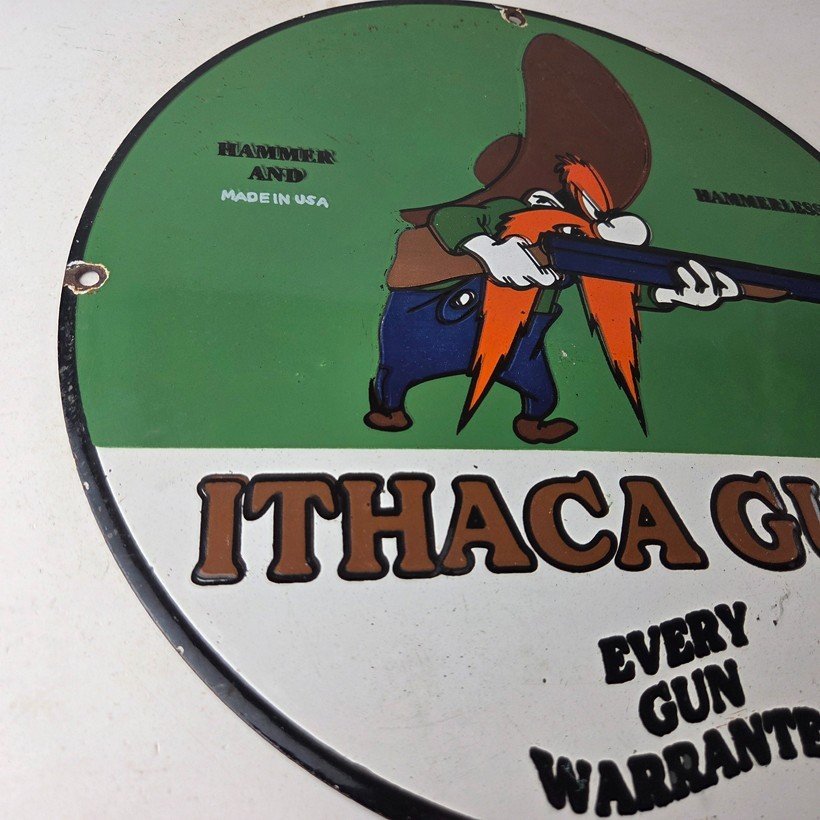 HAMMER
AND
MADE IN USA
HAMMERLESS
ITHACA GU
EVERY
GUN
WARRANTE